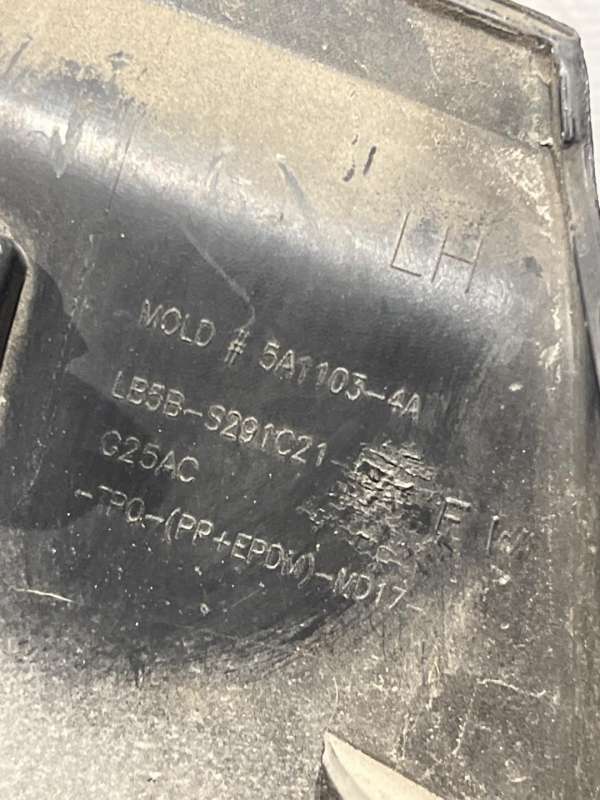 LH
MOLD # 5A1103-4A
LB5B-S291C21-
C25AC
-TPO-(PP+EPDM)-MD17-